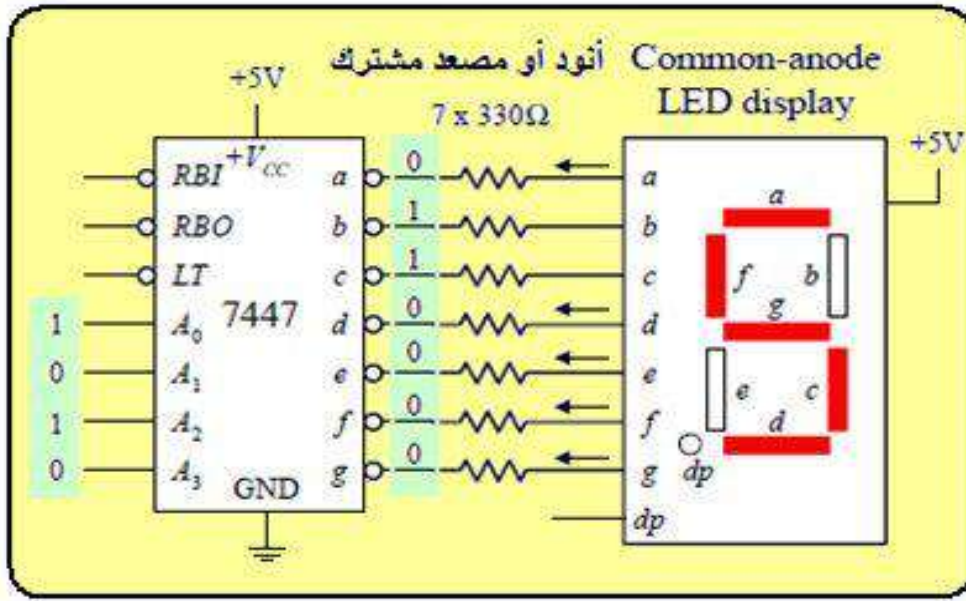 أنود أو مصعد مشترك
Common-anode
LED display
+5V
7 x 330Ω
+5V
+VCC
RBI
RBO
LT
7447
1 A0
0 A1
1 A2
0 A3
GND
a 0
b 1
c 1
d 0
e 0
f 0
g 0
a
b
c
d
e
f
g
dp
a
f
b
g
e
c
d
dp